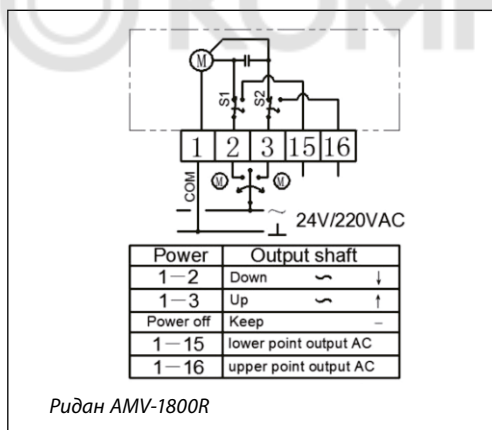 КОМП
M
S1
S2
1 2 3 15 16
COM
M M
~ 24V/220VAC
Power Output shaft
1—2 Down ∽ ↓
1—3 Up ∽ ↑
Power off Keep –
1—15 lower point output AC
1—16 upper point output AC
Ридан AMV-1800R